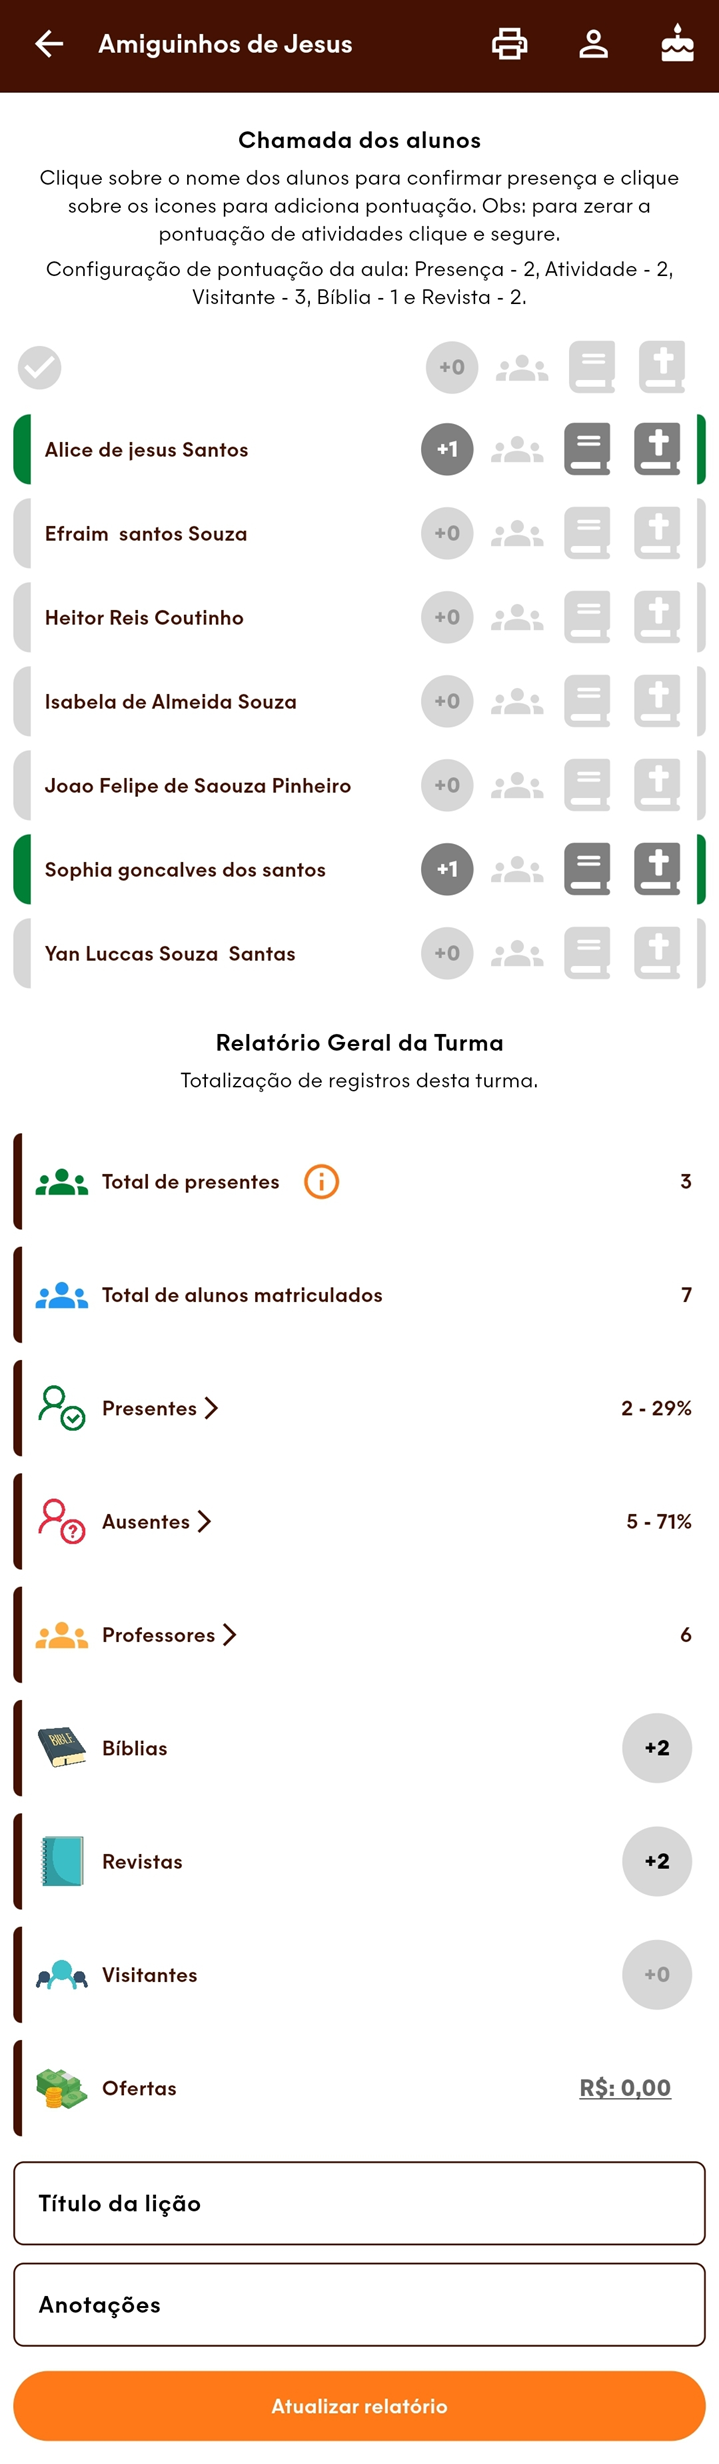 Amiguinhos de Jesus
Chamada dos alunos
Clique sobre o nome dos alunos para confirmar presença e clique
sobre os icones para adiciona pontuação. Obs: para zerar a
pontuação de atividades clique e segure.
Configuração de pontuação da aula: Presença - 2, Atividade - 2,
Visitante - 3, Bíblia - 1 e Revista - 2.
+0
Alice de jesus Santos +1
Efraim  santos Souza +0
Heitor Reis Coutinho +0
Isabela de Almeida Souza +0
Joao Felipe de Saouza Pinheiro +0
Sophia goncalves dos santos +1
Yan Luccas Souza  Santas +0
Relatório Geral da Turma
Totalização de registros desta turma.
Total de presentes 3
Total de alunos matriculados 7
Presentes 2 - 29%
Ausentes 5 - 71%
Professores 6
BIBLE
Bíblias +2
Revistas +2
Visitantes +0
Ofertas R$: 0,00
Título da lição
Anotações
Atualizar relatório